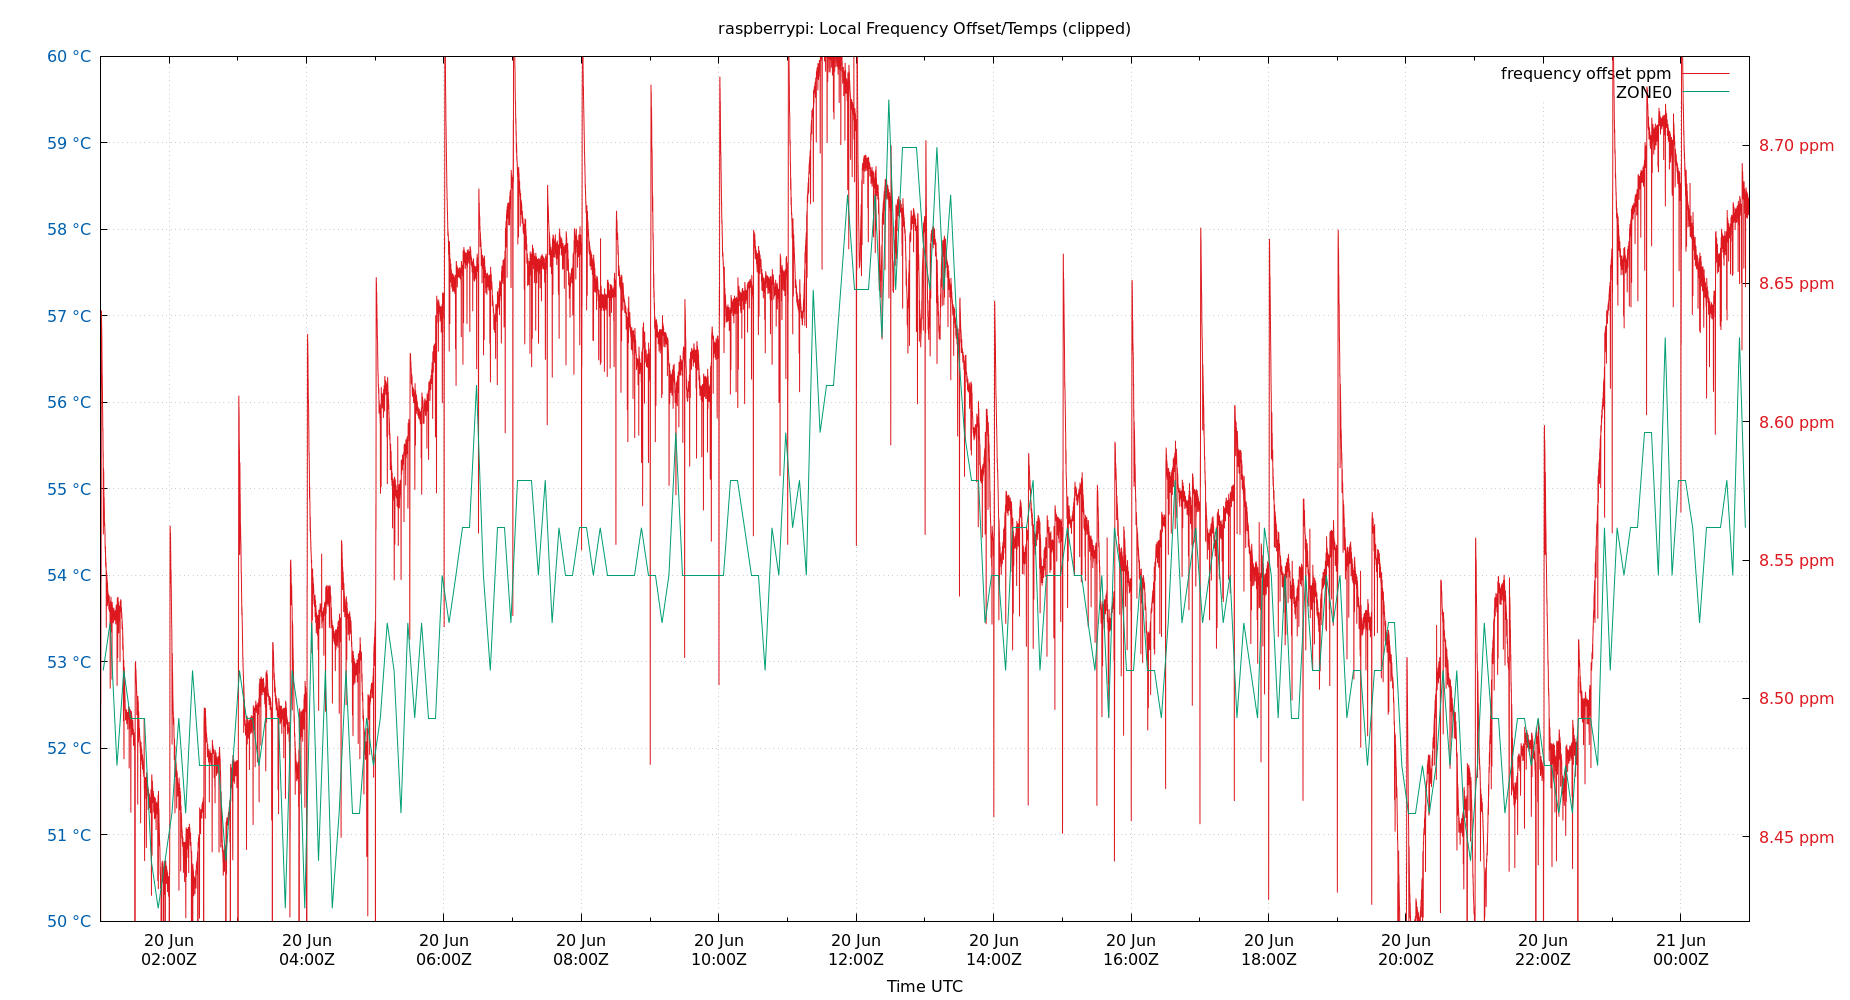 raspberrypi: Local Frequency Offset/Temps (clipped)
60 °C
59 °C
58 °C
57 °C
56 °C
55 °C
54 °C
53 °C
52 °C
51 °C
50 °C
frequency offset ppm
ZONE0
8.70 ppm
8.65 ppm
8.60 ppm
8.55 ppm
8.50 ppm
8.45 ppm
20 Jun 20 Jun 20 Jun 20 Jun 20 Jun 20 Jun 20 Jun 20 Jun 20 Jun 20 Jun 20 Jun 21 Jun
02:00Z 04:00Z 06:00Z 08:00Z 10:00Z 12:00Z 14:00Z 16:00Z 18:00Z 20:00Z 22:00Z 00:00Z
Time UTC